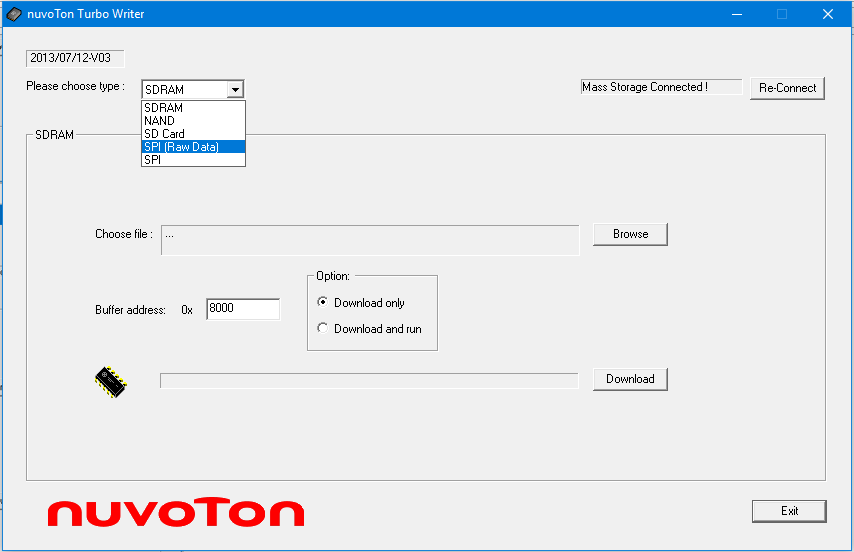 nuvoTon Turbo Writer
2013/07/12-V03
Please choose type :
SDRAM
Mass Storage Connected !
Re-Connect
SDRAM
NAND
SD Card
SPI (Raw Data)
SPI
SDRAM
Choose file :
...
Browse
Option:
Download only
Download and run
Buffer address:
0x
8000
Download
nuvoTon
Exit